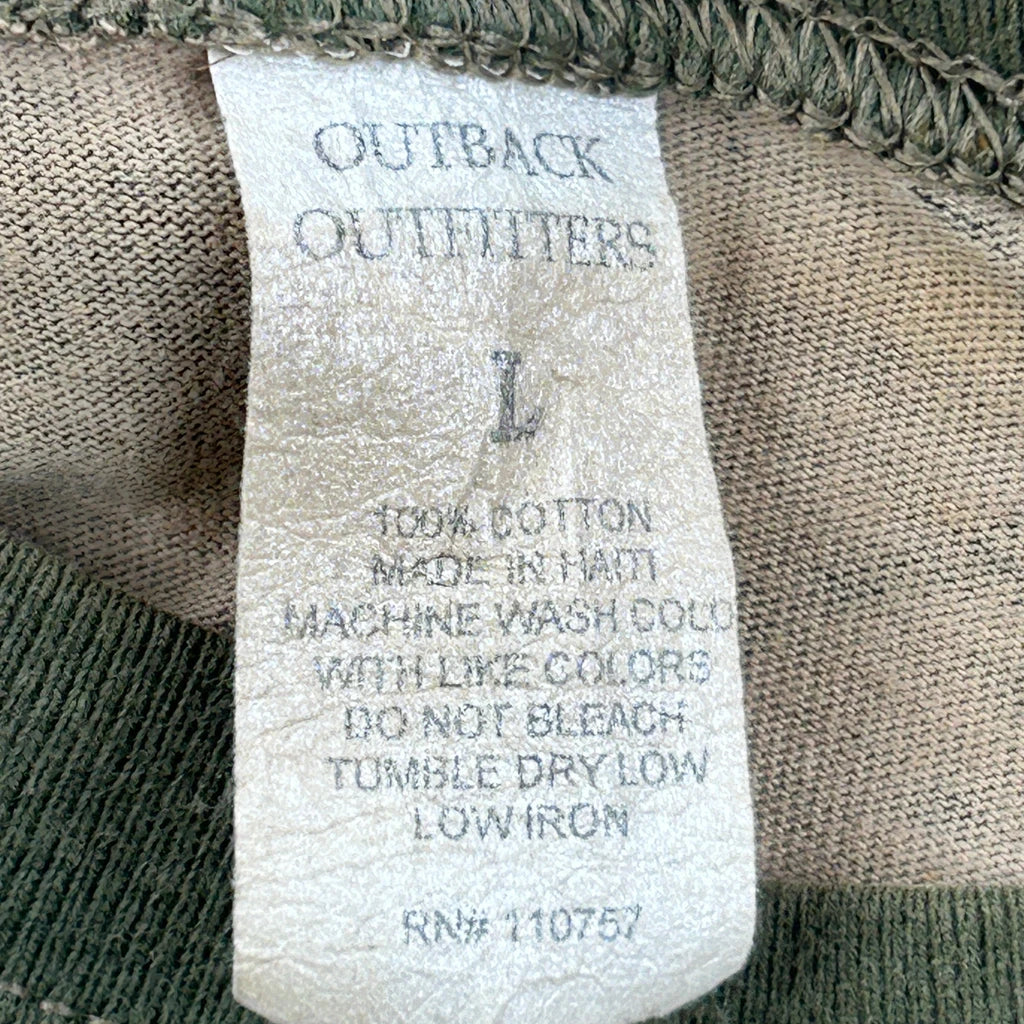 OUTBACK
OUTFITTERS
L
100% COTTON
MADE IN HAITI
MACHINE WASH COLD
WITH LIKE COLORS
DO NOT BLEACH
TUMBLE DRY LOW
LOW IRON
RN# 110757